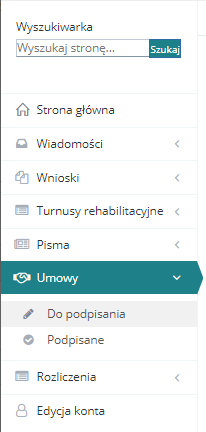 Wyszukiwarka
Wyszukaj stronę...
Szukaj
Strona główna
Wiadomości
Wnioski
Turnusy rehabilitacyjne
Pisma
Umowy
Do podpisania
Podpisane
Rozliczenia
Edycja konta